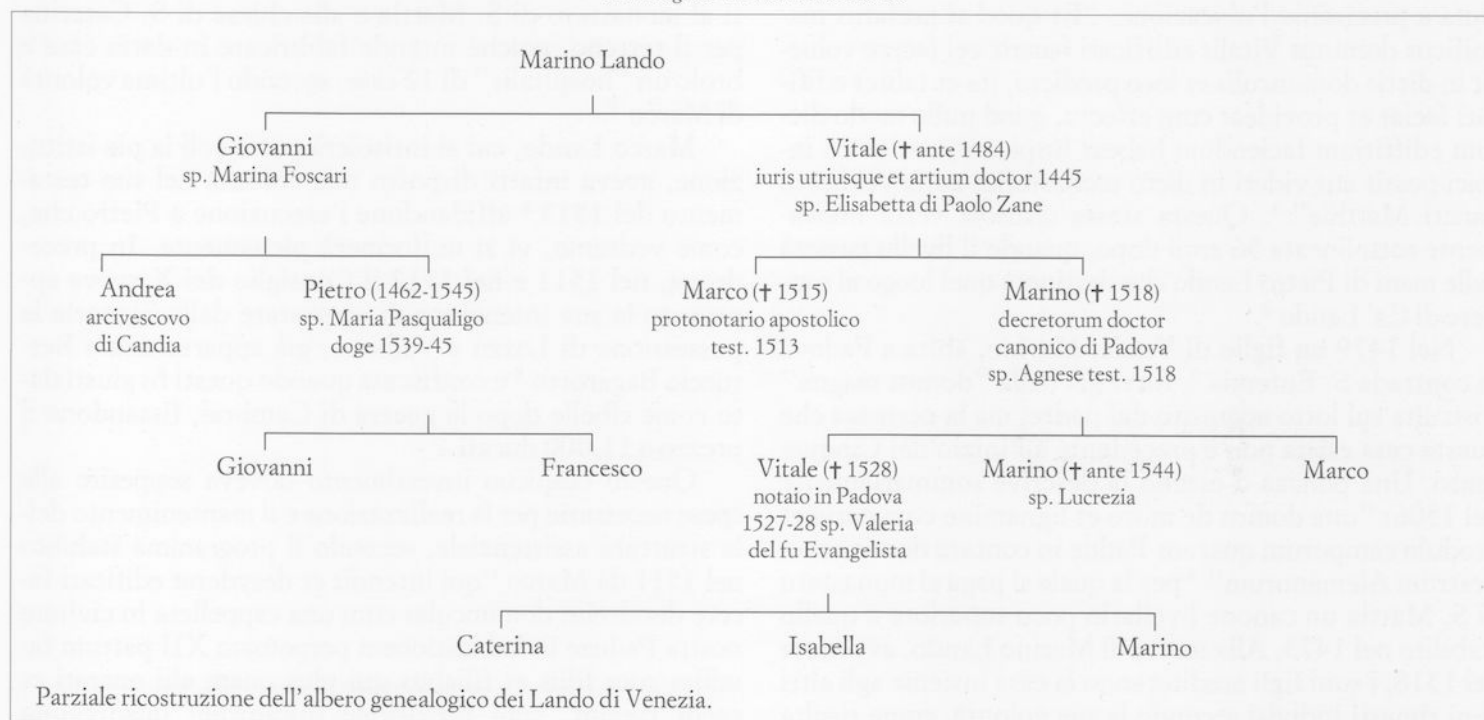 Marino Lando
Giovanni
sp. Marina Foscari
Vitale († ante 1484)
iuris utriusque et artium doctor 1445
sp. Elisabetta di Paolo Zane
Andrea
arcivescovo
di Candia
Pietro (1462-1545)
sp. Maria Pasqualigo
doge 1539-45
Marco († 1515)
protonotario apostolico
test. 1513
Marino († 1518)
decretorum doctor
canonico di Padova
sp. Agnese test. 1518
Giovanni
Francesco
Vitale († 1528)
notaio in Padova
1527-28 sp. Valeria
del fu Evangelista
Marino († ante 1544)
sp. Lucrezia
Marco
Caterina
Isabella
Marino
Parziale ricostruzione dell'albero genealogico dei Lando di Venezia.